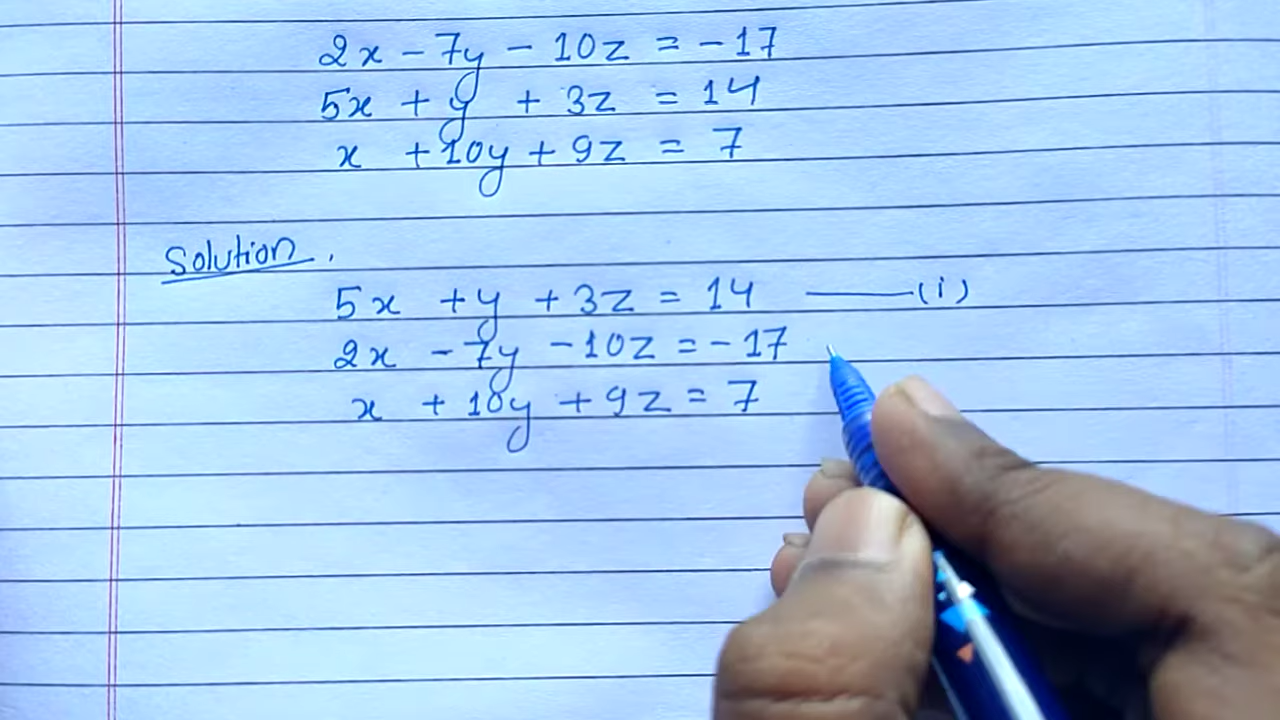 2x - 7y - 10z = -17
5x + y + 3z = 14
x + 10y + 9z = 7
Solution.
5x + y + 3z = 14 ——— (i)
2x - 7y - 10z = -17
x + 10y + 9z = 7